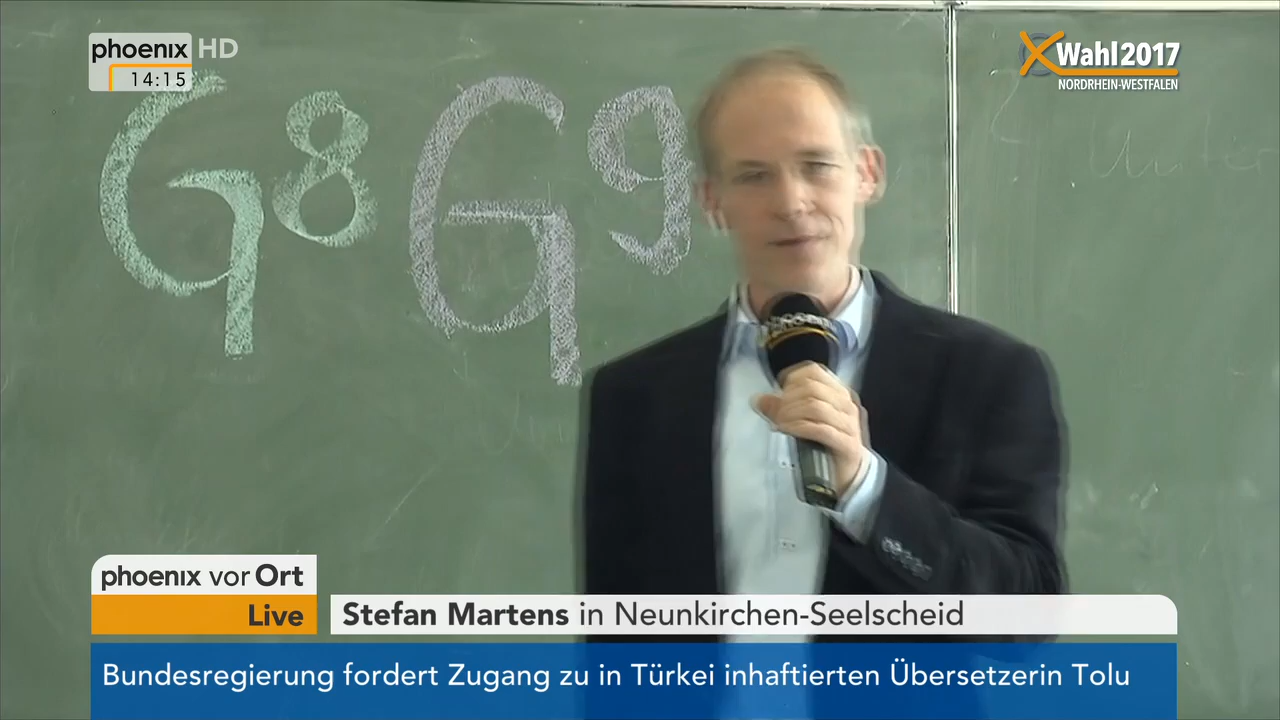 phoenix HD
14:15
Wahl 2017
NORDRHEIN-WESTFALEN
G8 G9
phoenix
phoenix vor Ort
Live
Stefan Martens in Neunkirchen-Seelscheid
Bundesregierung fordert Zugang zu in Türkei inhaftierten Übersetzerin Tolu